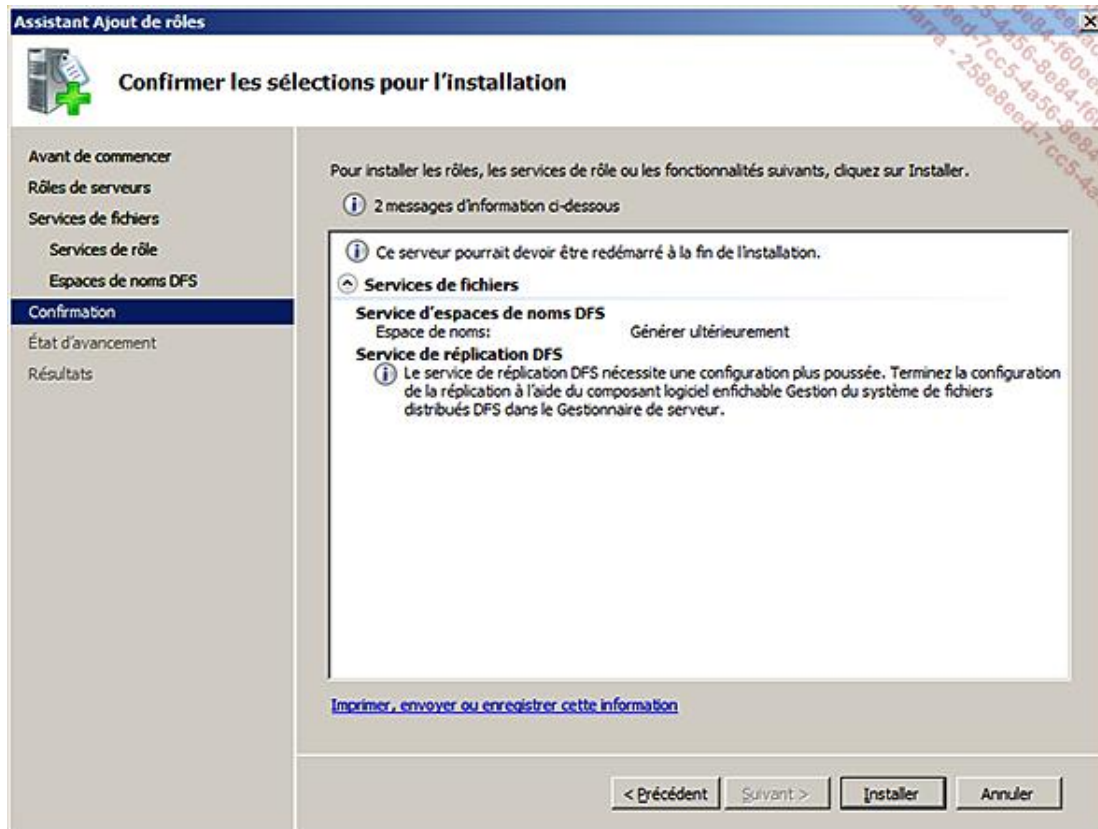 Assistant Ajout de rôles
Confirmer les sélections pour l'installation
Avant de commencer
Rôles de serveurs
Services de fichiers
Services de rôle
Espaces de noms DFS
Confirmation
État d'avancement
Résultats
Pour installer les rôles, les services de rôle ou les fonctionnalités suivants, cliquez sur Installer.
2 messages d'information ci-dessous
Ce serveur pourrait devoir être redémarré à la fin de l'installation.
Services de fichiers
Service d'espaces de noms DFS
Espace de noms: Générer ultérieurement
Service de réplication DFS
Le service de réplication DFS nécessite une configuration plus poussée. Terminez la configuration
de la réplication à l'aide du composant logiciel enfichable Gestion du système de fichiers
distribués DFS dans le Gestionnaire de serveur.
Imprimer, envoyer ou enregistrer cette information
< Précédent
Suivant >
Installer
Annuler